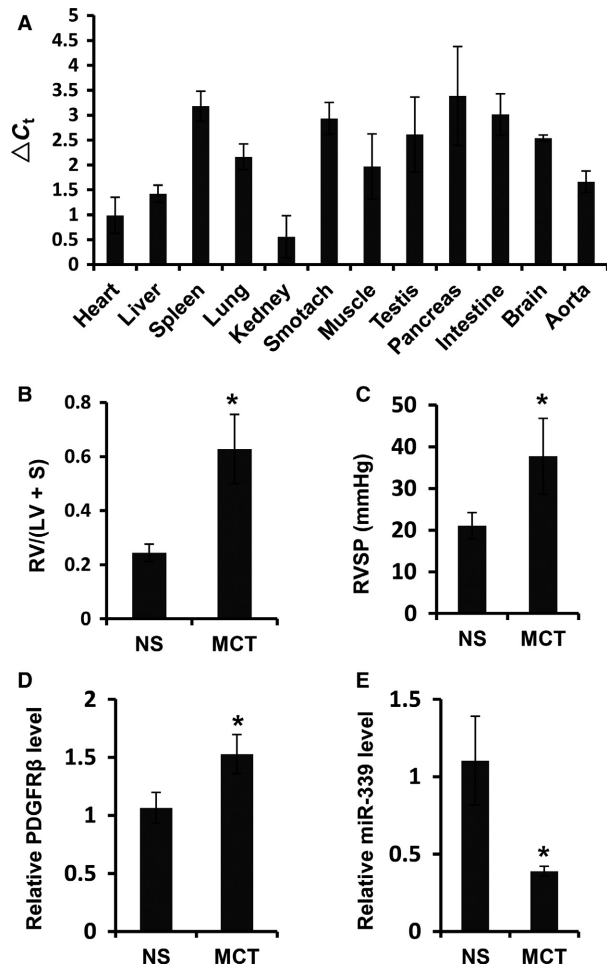 A
△Ct
5
4.5
4
3.5
3
2.5
2
1.5
1
0.5
0
Heart
Liver
Spleen
Lung
Kedney
Smotach
Muscle
Testis
Pancreas
Intestine
Brain
Aorta
B
RV/(LV + S)
0.8
0.6
0.4
0.2
0
*
NS MCT
C
RVSP (mmHg)
50
40
30
20
10
0
*
NS MCT
D
Relative PDGFRβ level
2
1.5
1
0.5
0
*
NS MCT
E
Relative miR-339 level
1.5
1
0.5
0
*
NS MCT